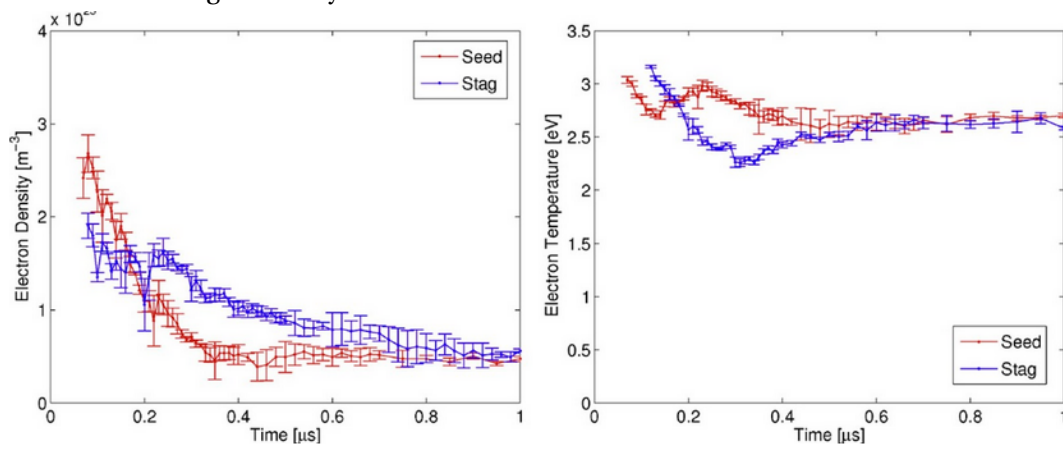 × 10
4
3
2
1
0
0 0.2 0.4 0.6 0.8 1
Electron Density [m⁻³]
Time [µs]
Seed
Stag
3.5
3
2.5
2
1.5
1
0.5
0
0 0.2 0.4 0.6 0.8 1
Electron Temperature [eV]
Time [µs]
Seed
Stag